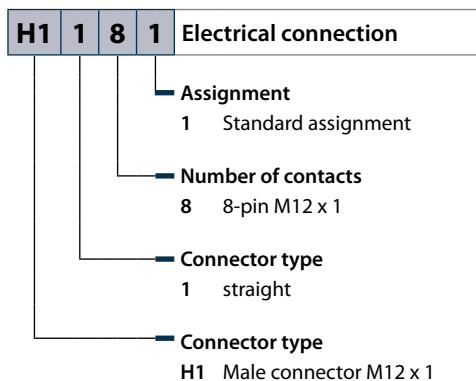 H1 1 8 1 Electrical connection
Assignment
1 Standard assignment
Number of contacts
8 8-pin M12 x 1
Connector type
1 straight
Connector type
H1 Male connector M12 x 1